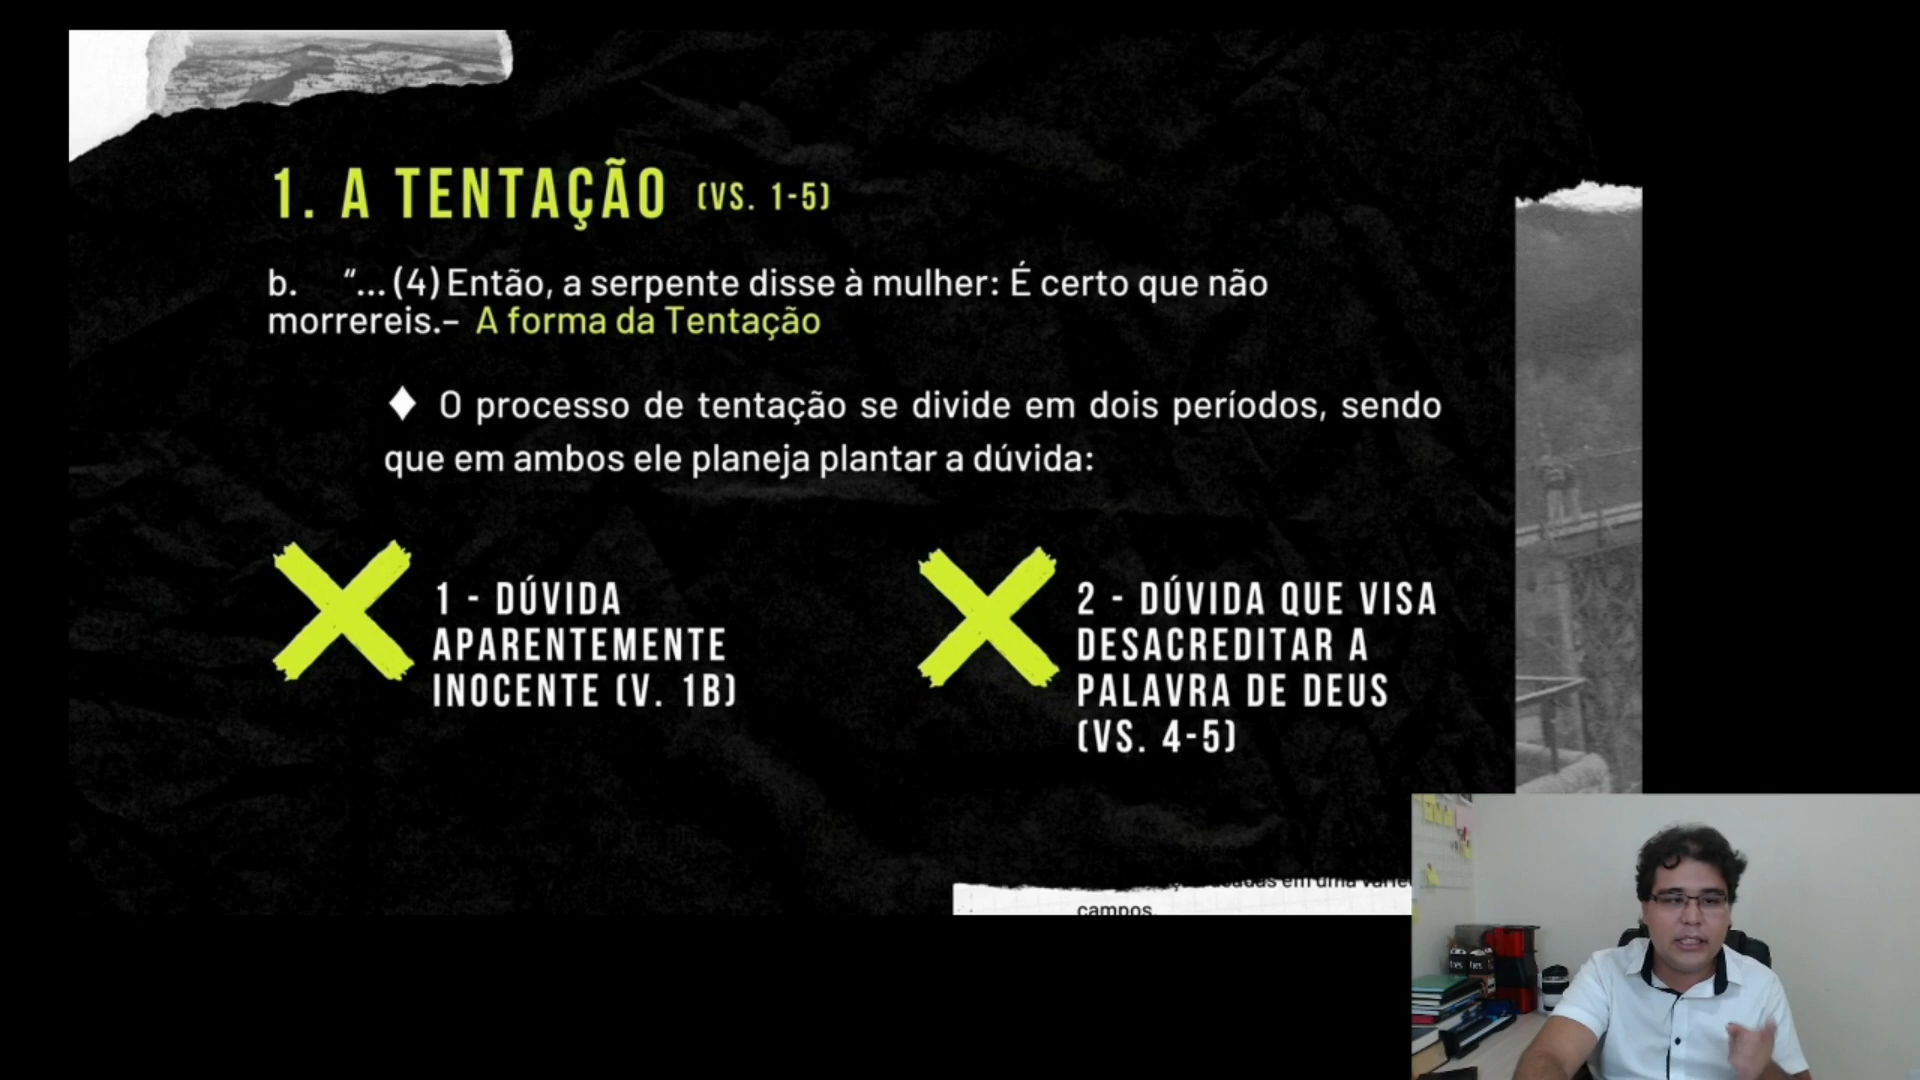 1. A TENTAÇÃO (VS. 1-5)
b. “... (4) Então, a serpente disse à mulher: É certo que não
morrereis.– A forma da Tentação
♦ O processo de tentação se divide em dois períodos, sendo
que em ambos ele planeja plantar a dúvida:
1 - DÚVIDA
APARENTEMENTE
INOCENTE (V. 1B)
2 - DÚVIDA QUE VISA
DESACREDITAR A
PALAVRA DE DEUS
(VS. 4-5)
em uma
campos.